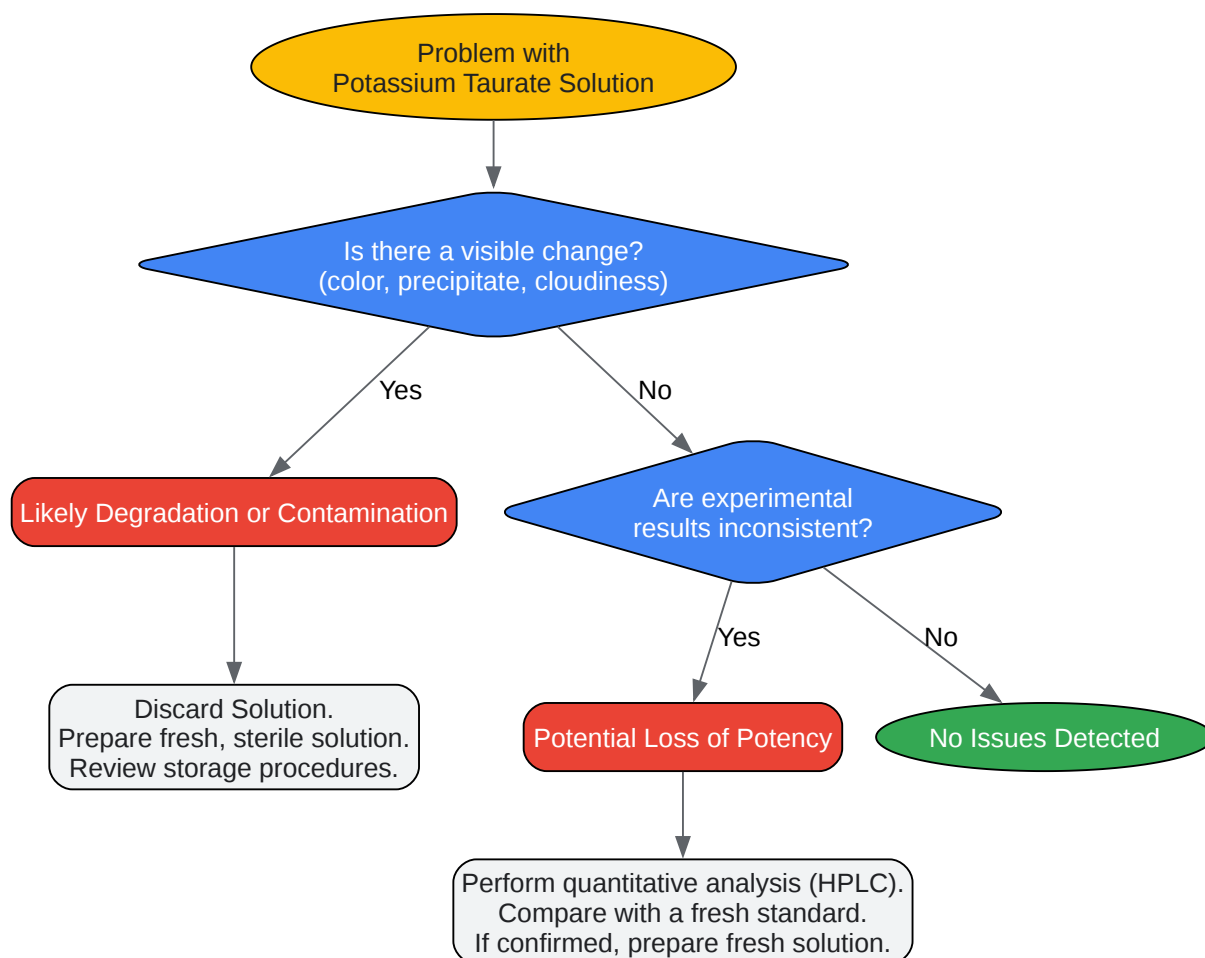 Problem with
Potassium Taurate Solution
Is there a visible change?
(color, precipitate, cloudiness)
Yes
No
Likely Degradation or Contamination
Are experimental
results inconsistent?
Yes
No
Discard Solution.
Prepare fresh, sterile solution.
Review storage procedures.
Potential Loss of Potency
No Issues Detected
Perform quantitative analysis (HPLC).
Compare with a fresh standard.
If confirmed, prepare fresh solution.